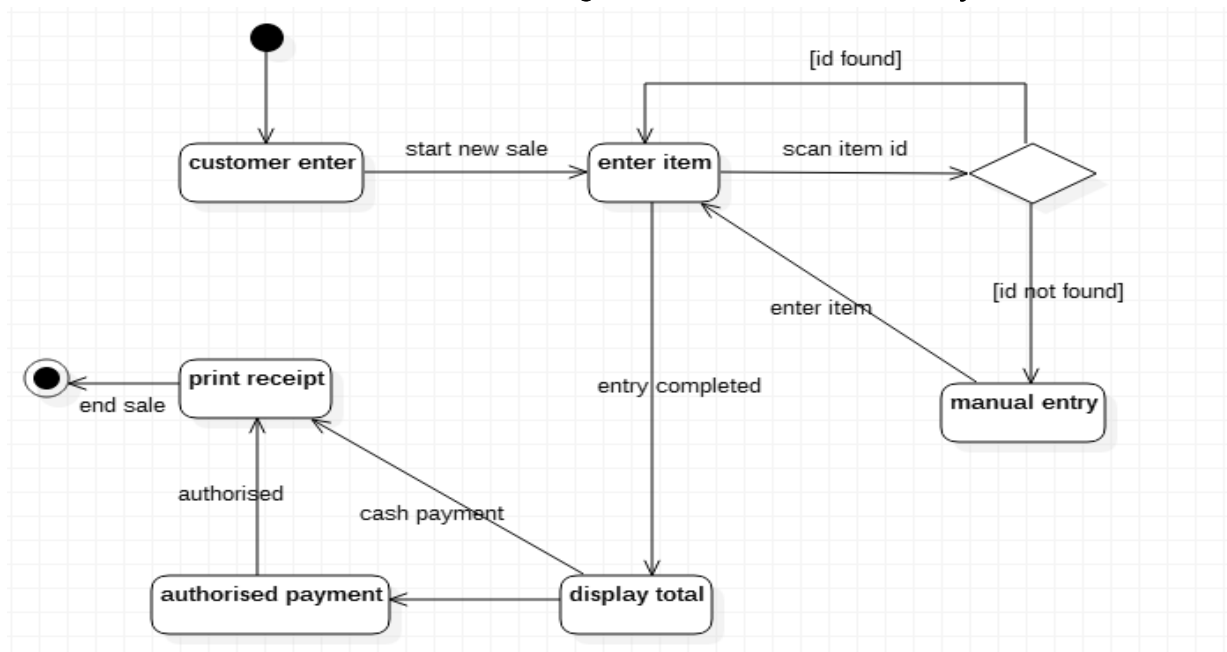 [id found]
customer enter
start new sale
enter item
scan item id
[id not found]
enter item
print receipt
end sale
entry completed
manual entry
authorised
cash payment
authorised payment
display total